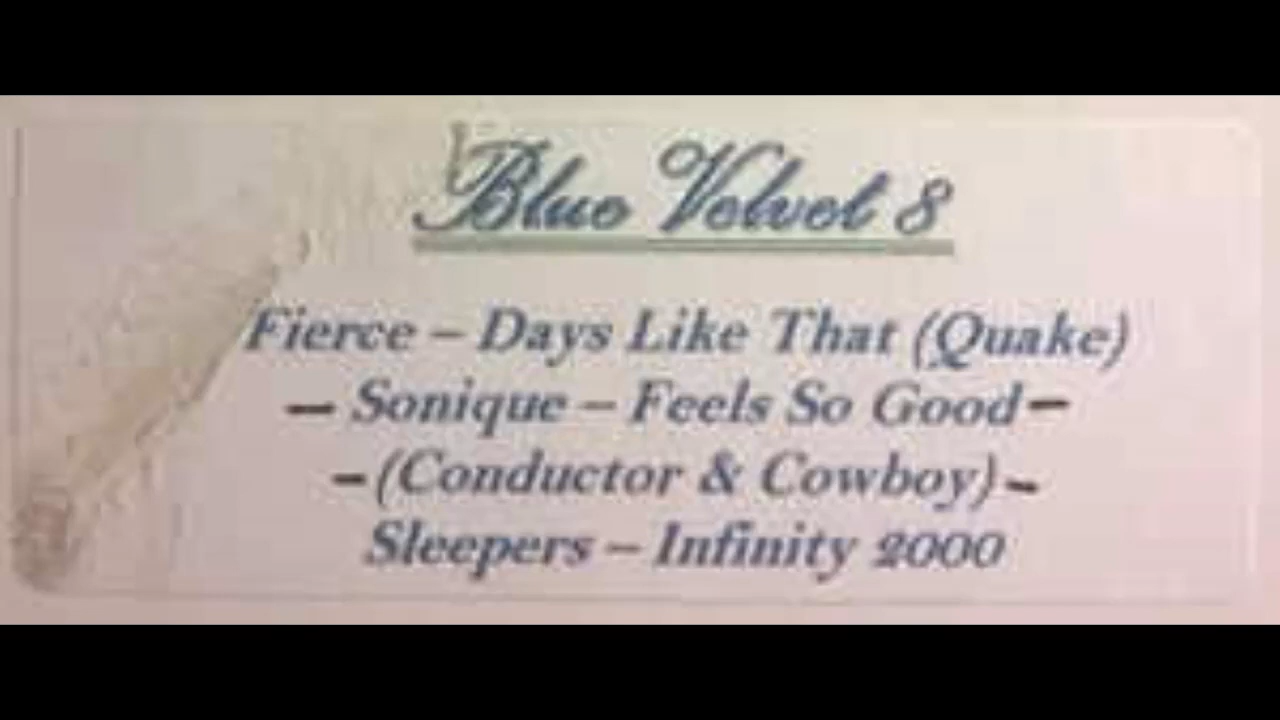 Blue Velvet 8
Fierce – Days Like That (Quake)
– Sonique – Feels So Good –
– (Conductor & Cowboy) –
Sleepers – Infinity 2000